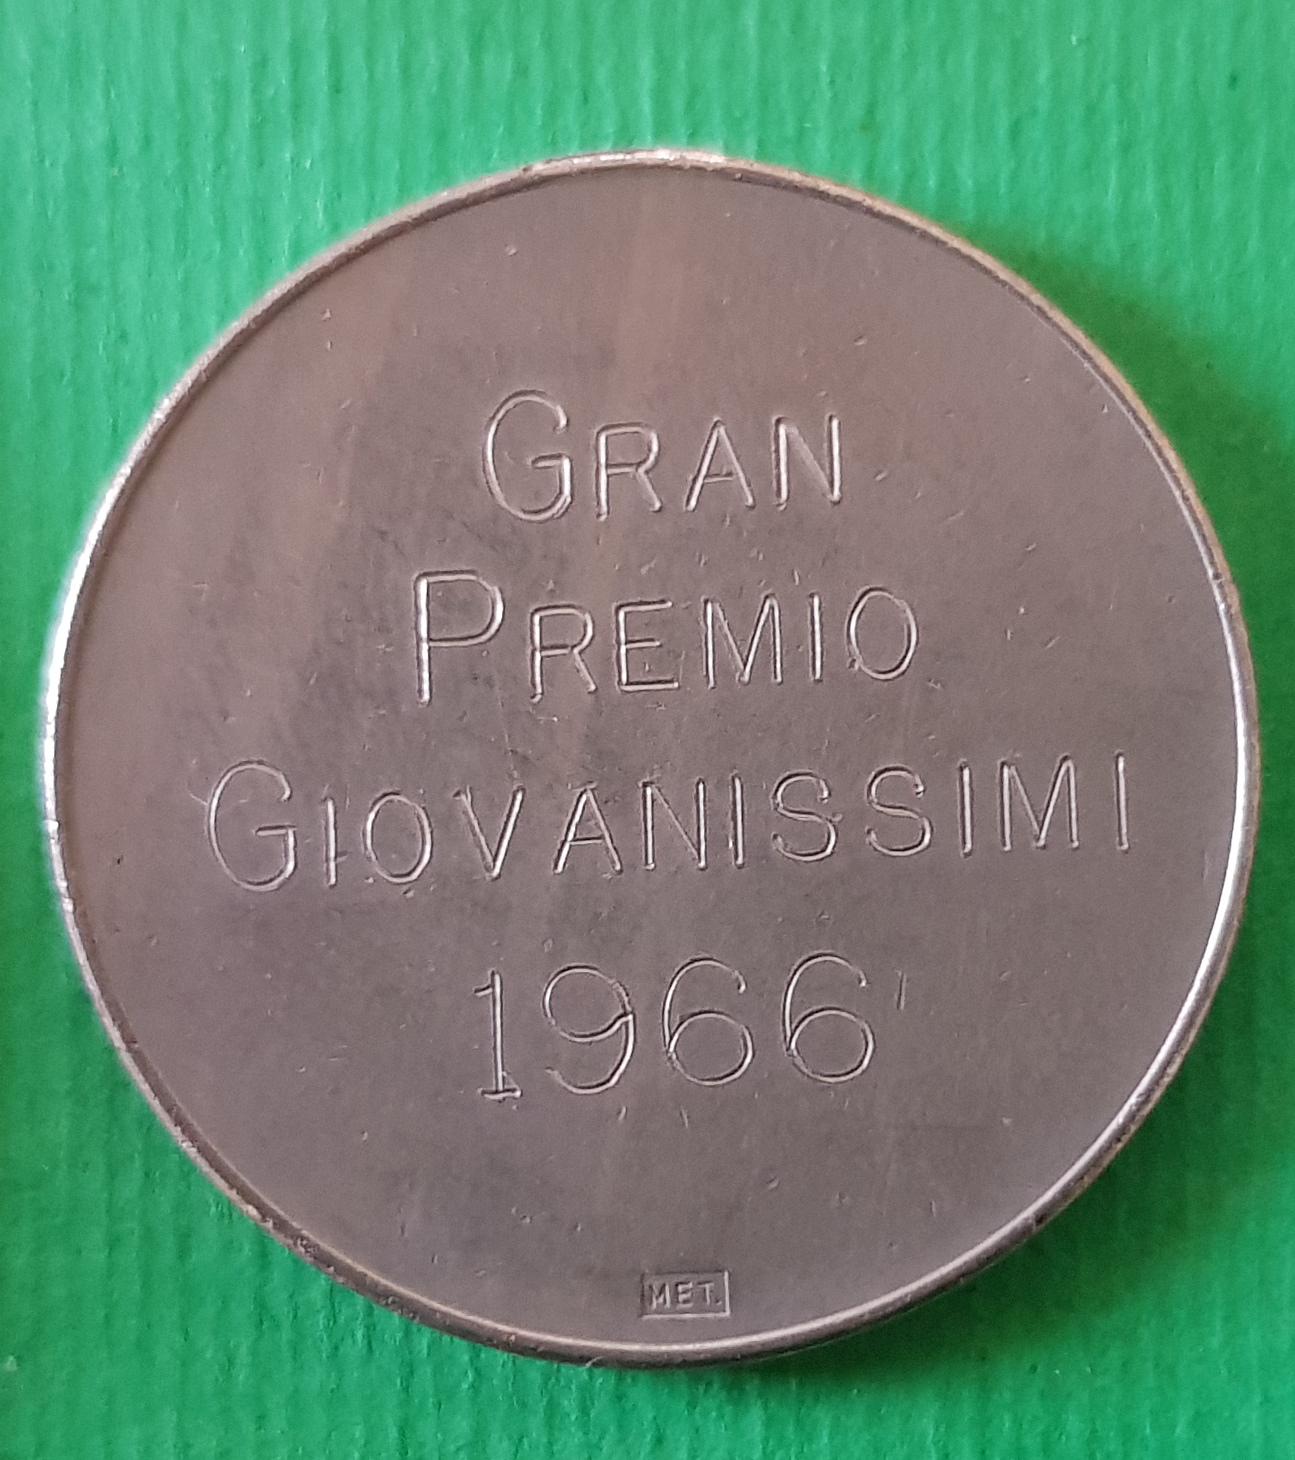 GRAN
PREMIO
GIOVANISSIMI
1966
MET.